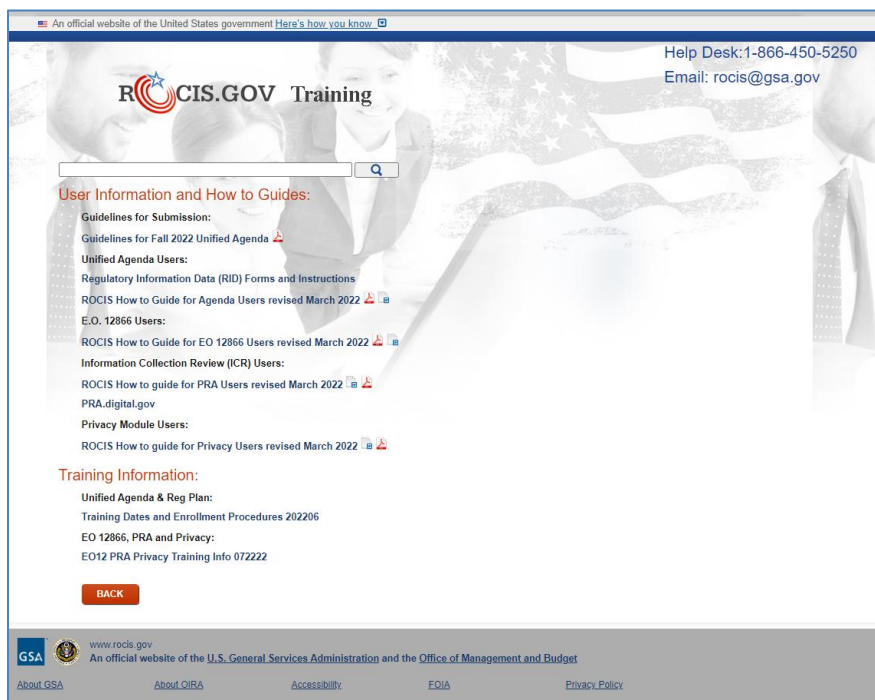 An official website of the United States government Here's how you know
Help Desk:1-866-450-5250
Email: rocis@gsa.gov
ROCIS.GOV Training
User Information and How to Guides:
Guidelines for Submission:
Guidelines for Fall 2022 Unified Agenda
Unified Agenda Users:
Regulatory Information Data (RID) Forms and Instructions
ROCIS How to Guide for Agenda Users revised March 2022
E.O. 12866 Users:
ROCIS How to Guide for EO 12866 Users revised March 2022
Information Collection Review (ICR) Users:
ROCIS How to guide for PRA Users revised March 2022
PRA.digital.gov
Privacy Module Users:
ROCIS How to guide for Privacy Users revised March 2022
Training Information:
Unified Agenda & Reg Plan:
Training Dates and Enrollment Procedures 202206
EO 12866, PRA and Privacy:
EO12 PRA Privacy Training Info 072222
BACK
GSA
www.rocis.gov
An official website of the U.S. General Services Administration and the Office of Management and Budget
About GSA About OIRA Accessibility FOIA Privacy Policy